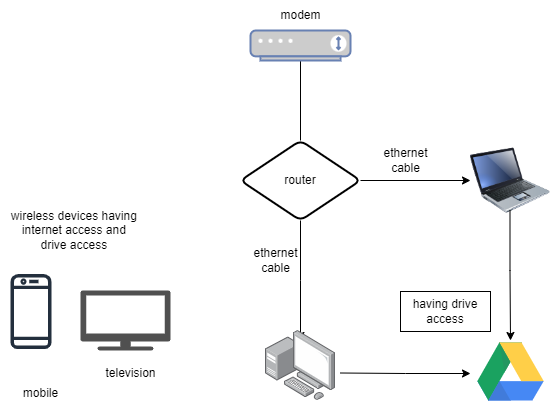 modem
ethernet
cable
router
wireless devices having
internet access and
drive access
ethernet
cable
having drive
access
television
mobile